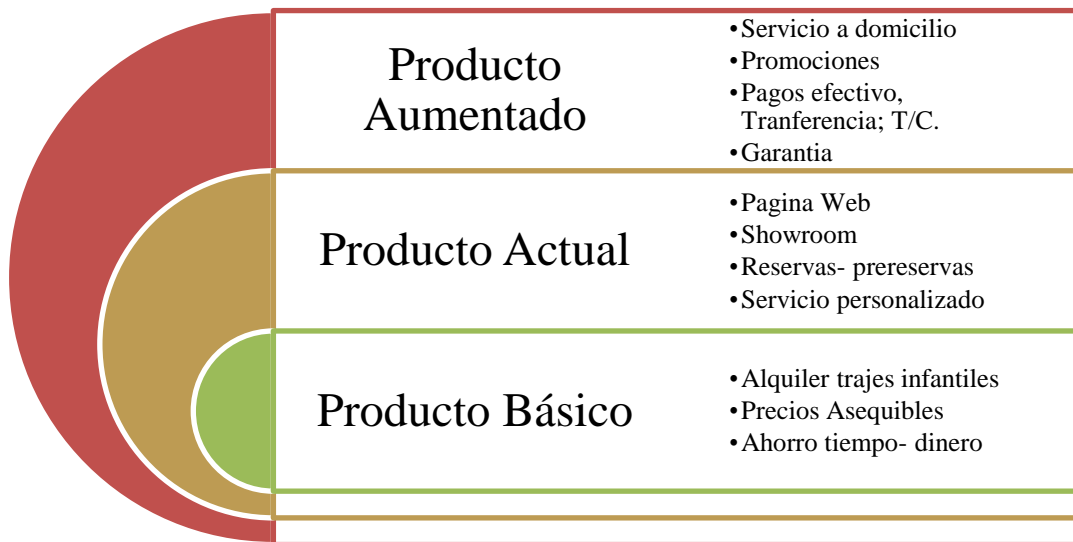 Producto
Aumentado
•Servicio a domicilio
•Promociones
•Pagos efectivo,
Tranferencia; T/C.
•Garantia
Producto Actual
•Pagina Web
•Showroom
•Reservas- prereservas
•Servicio personalizado
Producto Básico
•Alquiler trajes infantiles
•Precios Asequibles
•Ahorro tiempo- dinero